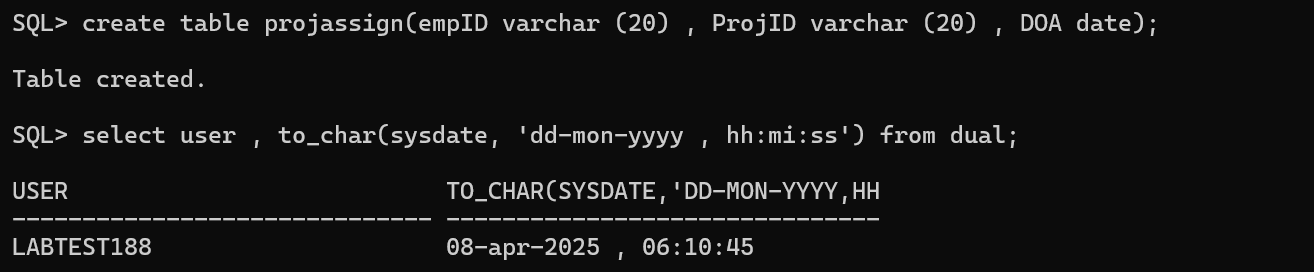 SQL> create table projassign(empID varchar (20) , ProjID varchar (20) , DOA date);
Table created.
SQL> select user , to_char(sysdate, 'dd-mon-yyyy , hh:mi:ss') from dual;
USER                           TO_CHAR(SYSDATE,'DD-MON-YYYY,HH
------------------------------ -------------------------------
LABTEST188                     08-apr-2025 , 06:10:45